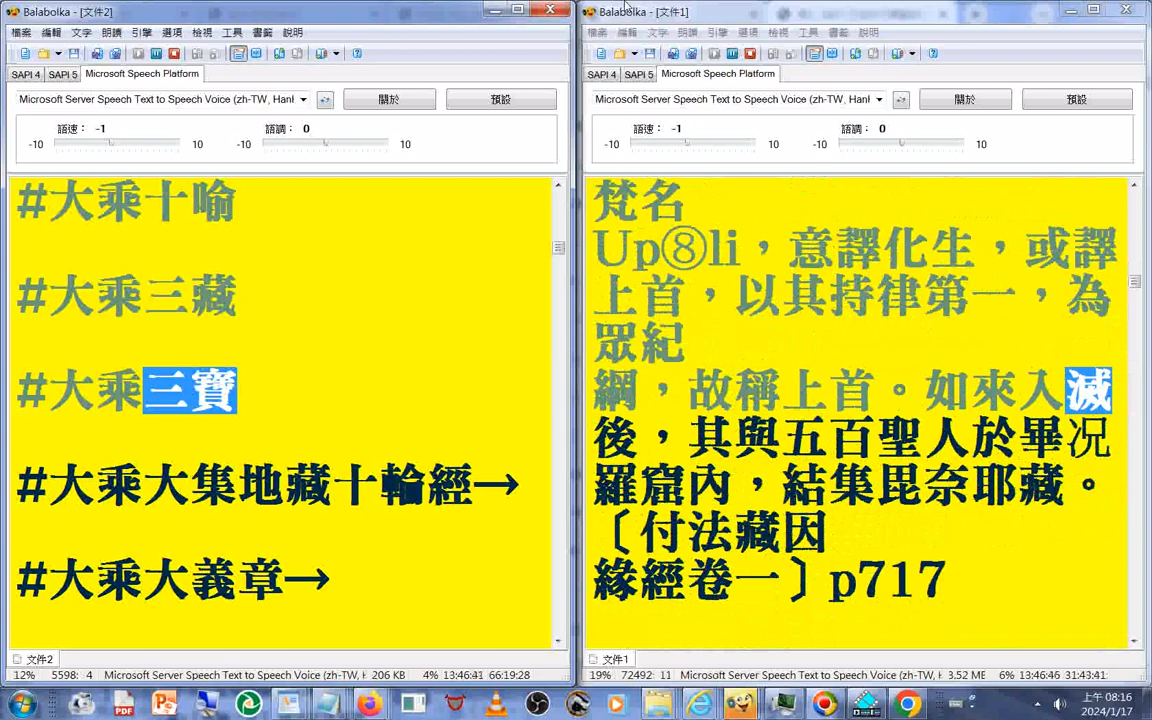 Balabolka - [文件2]
檔案 編輯 文字 朗讀 引擎 選項 檢視 工具 書籤 說明
SAPI 4 SAPI 5 Microsoft Speech Platform
Microsoft Server Speech Text to Speech Voice (zh-TW, Hanl
關於 預設
語速： -1 語調： 0
-10 10 -10 10
#大乘十喻
#大乘三藏
#大乘三寶
#大乘大集地藏十輪經→
#大乘大義章→
文件2
12% 5598: 4 Microsoft Server Speech Text to Speech Voice (zh-TW, H 206 KB 4% 13:46:41 66:19:28
Balabolka - [文件1]
檔案 編輯 文字 朗讀 引擎 選項 檢視 工具 書籤 說明
SAPI 4 SAPI 5 Microsoft Speech Platform
Microsoft Server Speech Text to Speech Voice (zh-TW, Hanl
關於 預設
語速： -1 語調： 0
-10 10 -10 10
梵名
Up⑧li，意譯化生，或譯
上首，以其持律第一，為
眾紀
綱，故稱上首。如來入滅
後，其與五百聖人於畢况
羅窟內，結集毘奈耶藏。
〔付法藏因
緣經卷一〕p717
文件1
19% 72492: 11 Microsoft Server Speech Text to Speech Voice (zh-TW, H 3.52 MB 6% 13:46:46 31:43:41
上午 08:16
2024/1/17